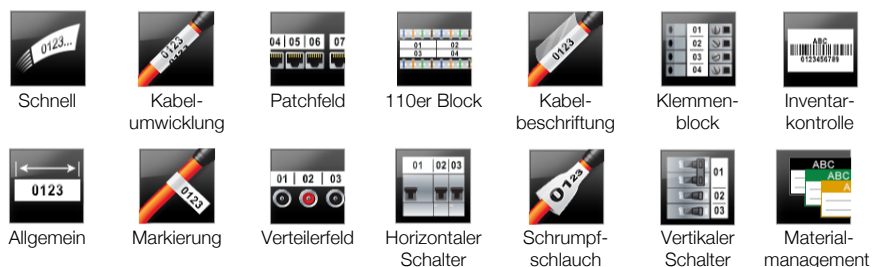 0123...
0123
0123
04 05 06 07
01 02
03 04
0123
01
02
03
04
ABC
0123456789
Schnell Kabel- Patchfeld 110er Block Kabel- Klemmen- Inventar-
umwicklung beschriftung block kontrolle
0123
0123
01 02 03
01 02 03
0123
01
02
03
ABC
ABC
A
Allgemein Markierung Verteilerfeld Horizontaler Schrumpf- Vertikaler Material-
Schalter schlauch Schalter management